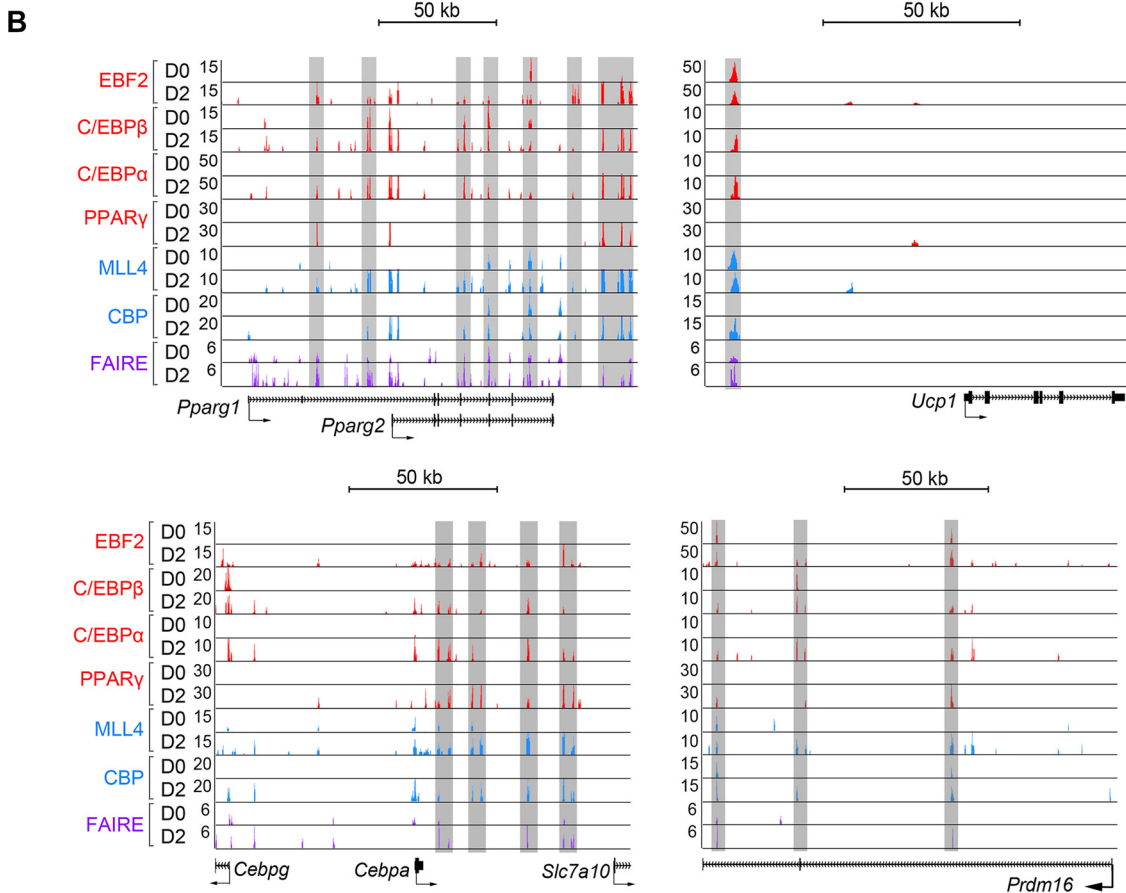 B
50 kb
50 kb
EBF2 D0 15 50
D2 15 50
C/EBPβ D0 15 10
D2 15 10
C/EBPα D0 50 10
D2 50 10
PPARγ D0 30 30
D2 30 30
MLL4 D0 10 10
D2 10 10
CBP D0 20 15
D2 20 15
FAIRE D0 6 6
D2 6 6
Pparg1
Pparg2
Ucp1
50 kb
50 kb
EBF2 D0 15 50
D2 15 50
C/EBPβ D0 20 10
D2 20 10
C/EBPα D0 10 10
D2 10 10
PPARγ D0 30 30
D2 30 30
MLL4 D0 15 10
D2 15 10
CBP D0 20 15
D2 20 15
FAIRE D0 6 6
D2 6 6
Cebpg Cebpa Slc7a10
Prdm16